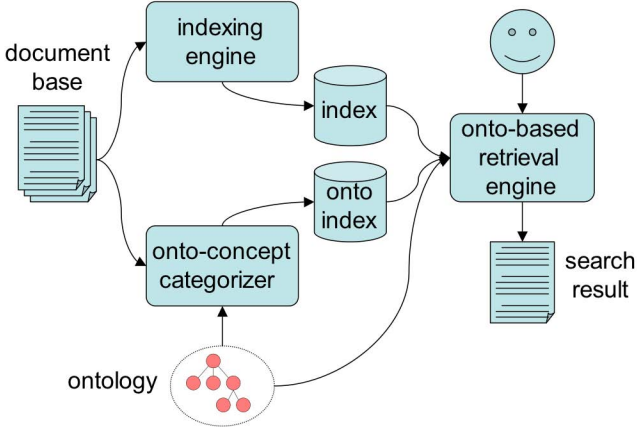 document
base
indexing
engine
index
onto-based
retrieval
engine
onto
index
onto-concept
categorizer
search
result
ontology